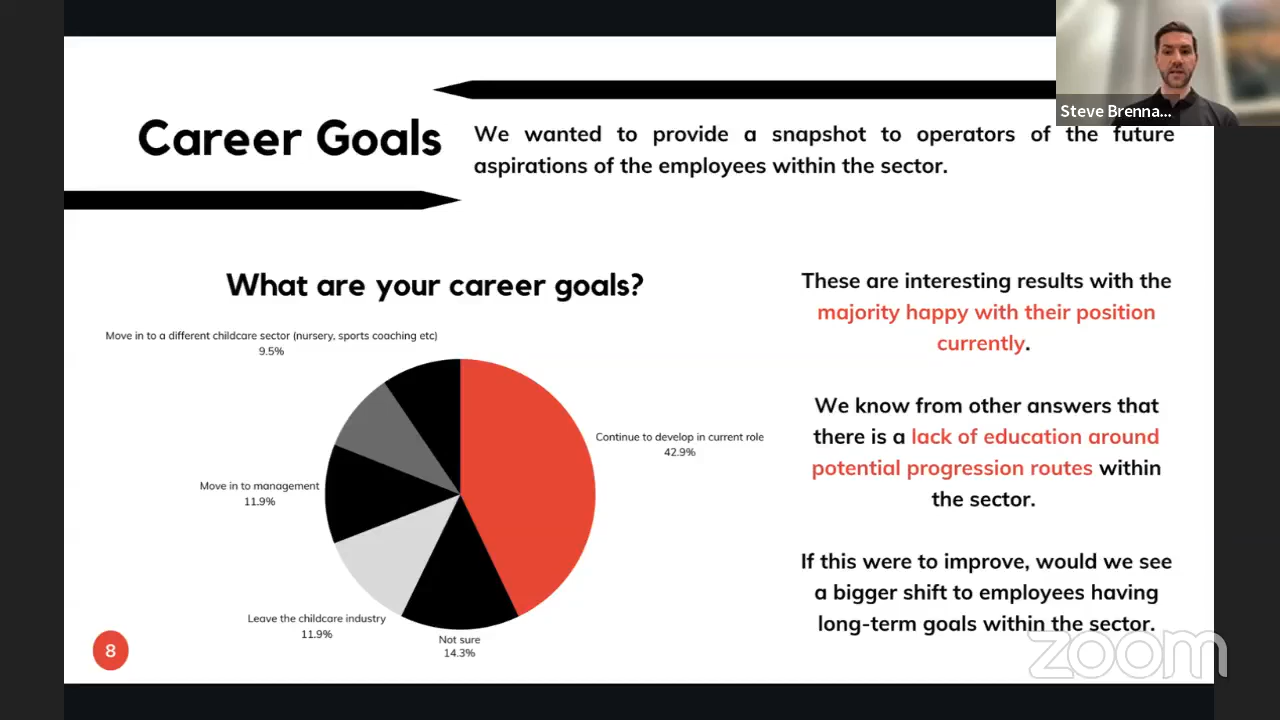 Steve Brenna...
Career Goals
We wanted to provide a snapshot to operators of the future
aspirations of the employees within the sector.
What are your career goals?
Move in to a different childcare sector (nursery, sports coaching etc)
9.5%
Continue to develop in current role
42.9%
Move in to management
11.9%
Leave the childcare industry
11.9%
Not sure
14.3%
These are interesting results with the
majority happy with their position
currently.
We know from other answers that
there is a lack of education around
potential progression routes within
the sector.
If this were to improve, would we see
a bigger shift to employees having
long-term goals within the sector.
8
zoom